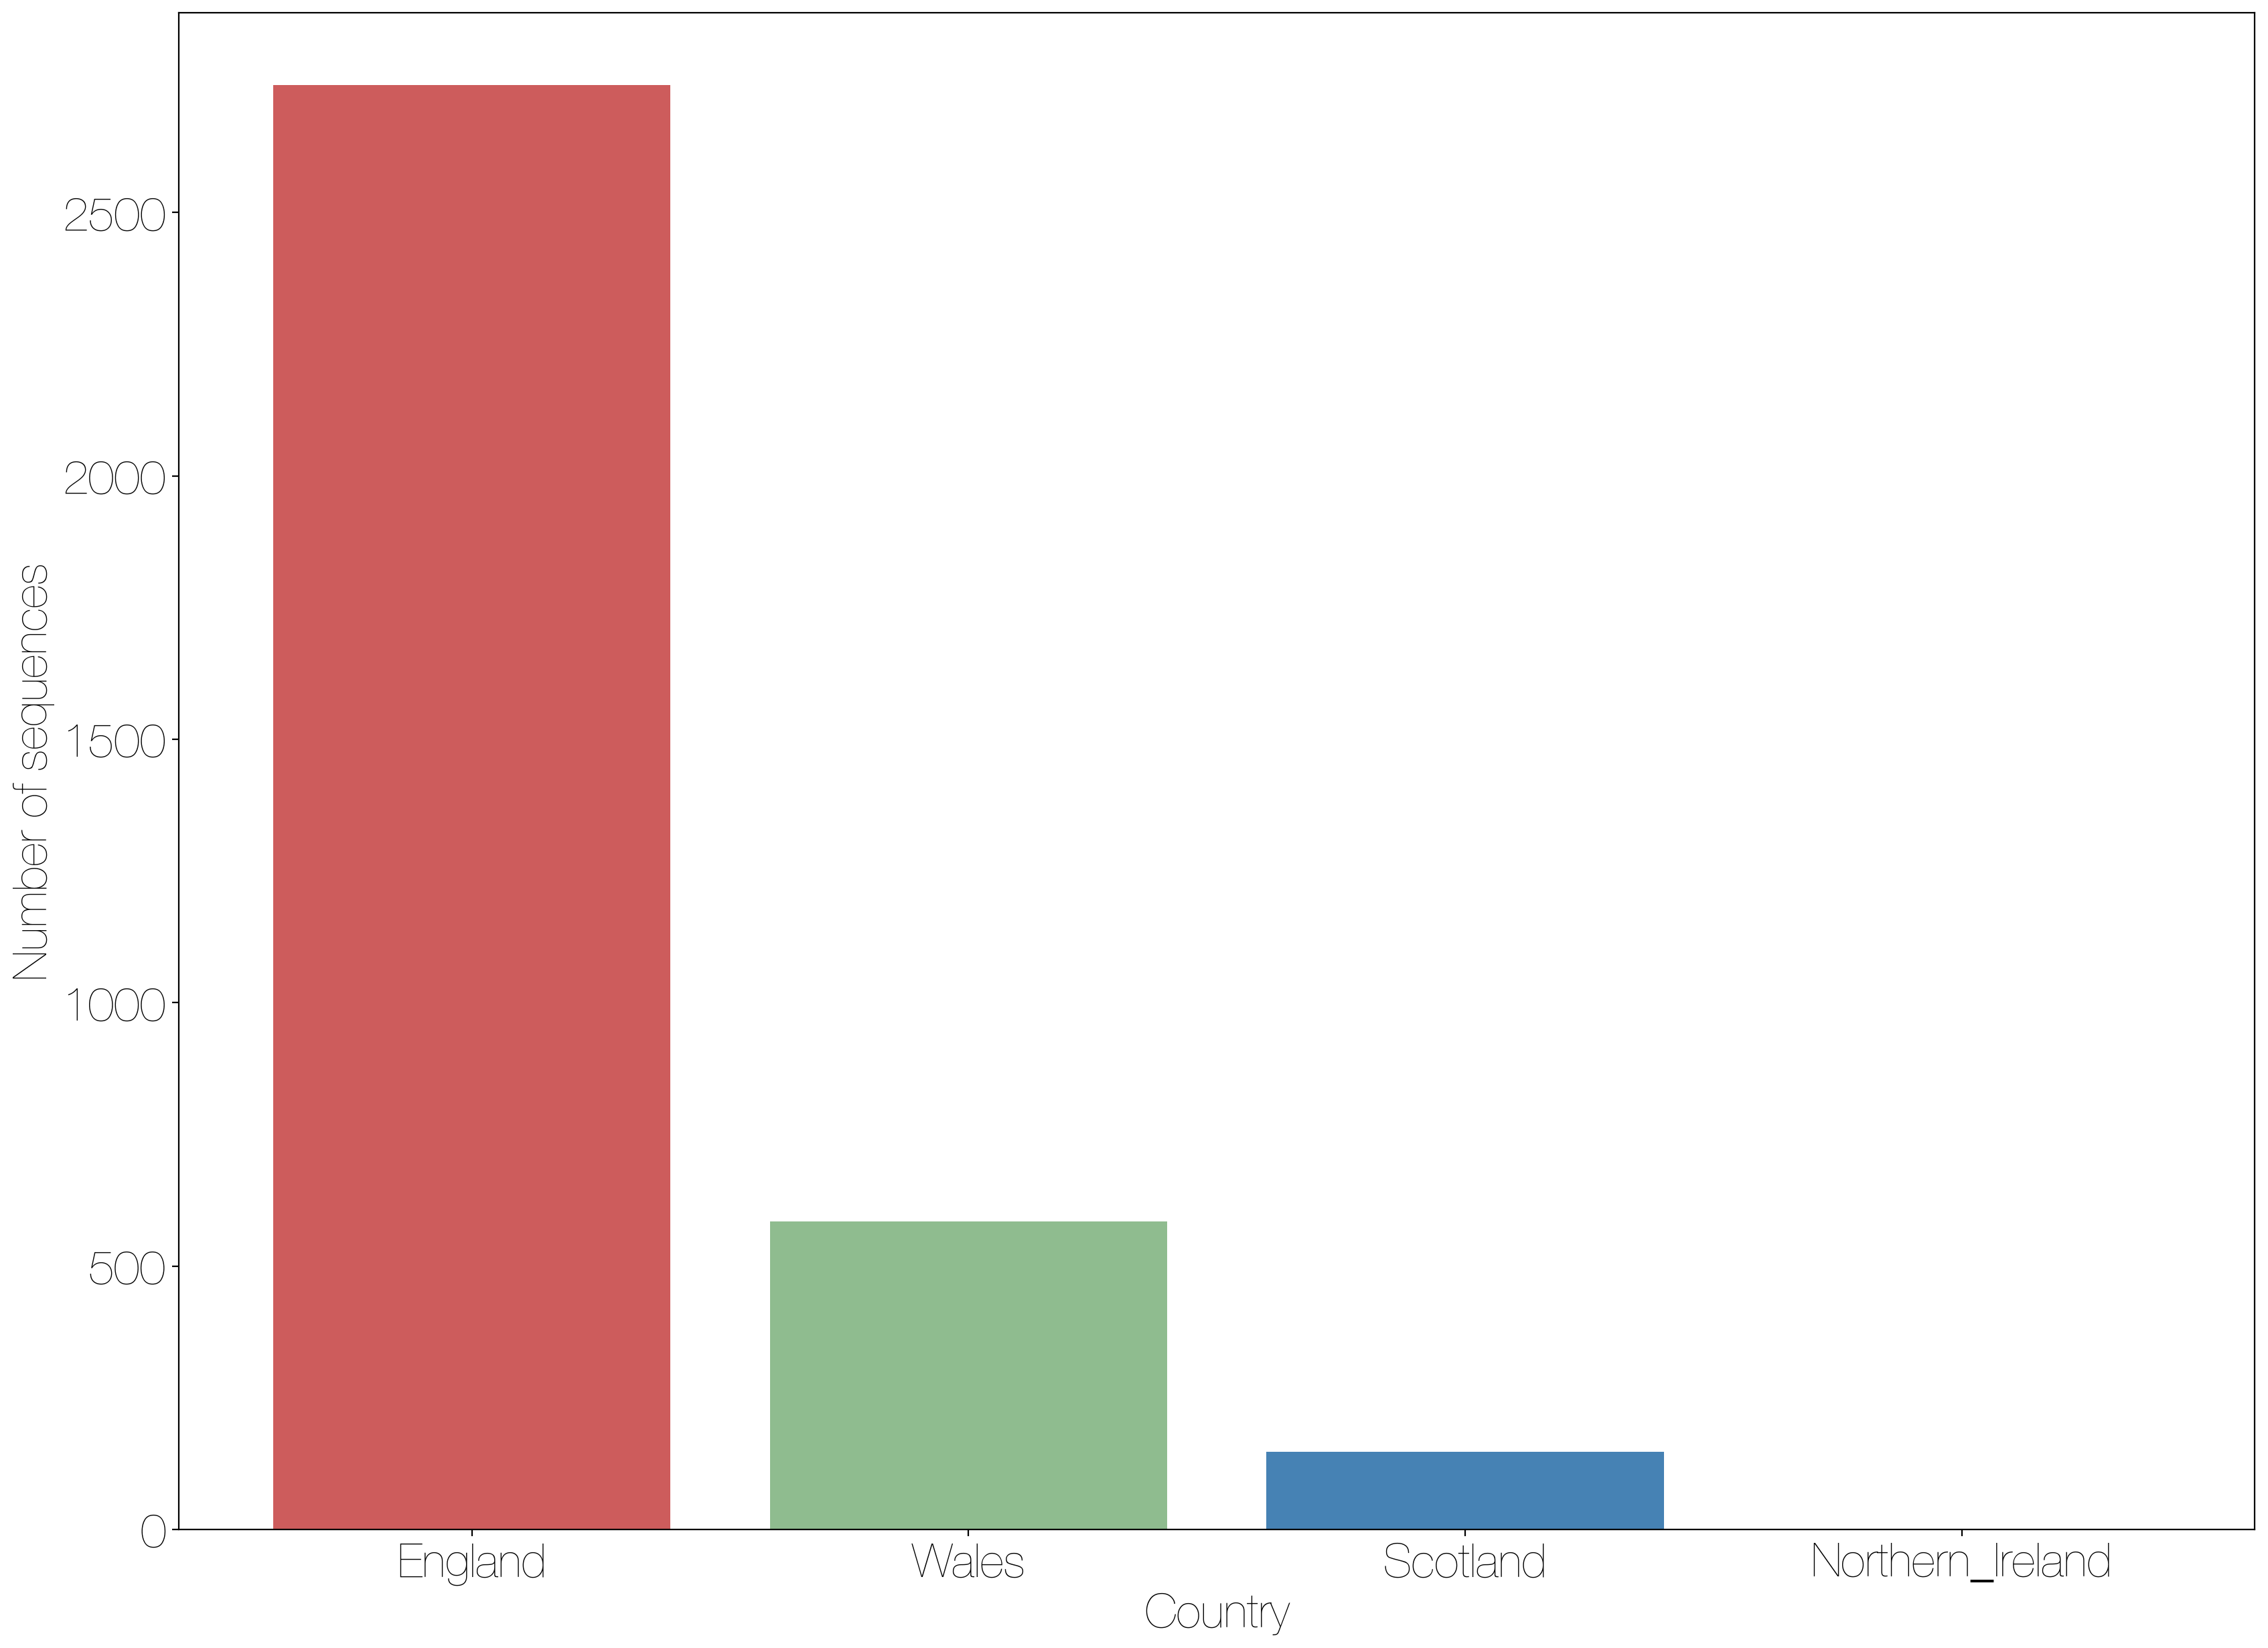 Number of sequences
2500
2000
1500
1000
500
0
England Wales Scotland Northern_Ireland
Country